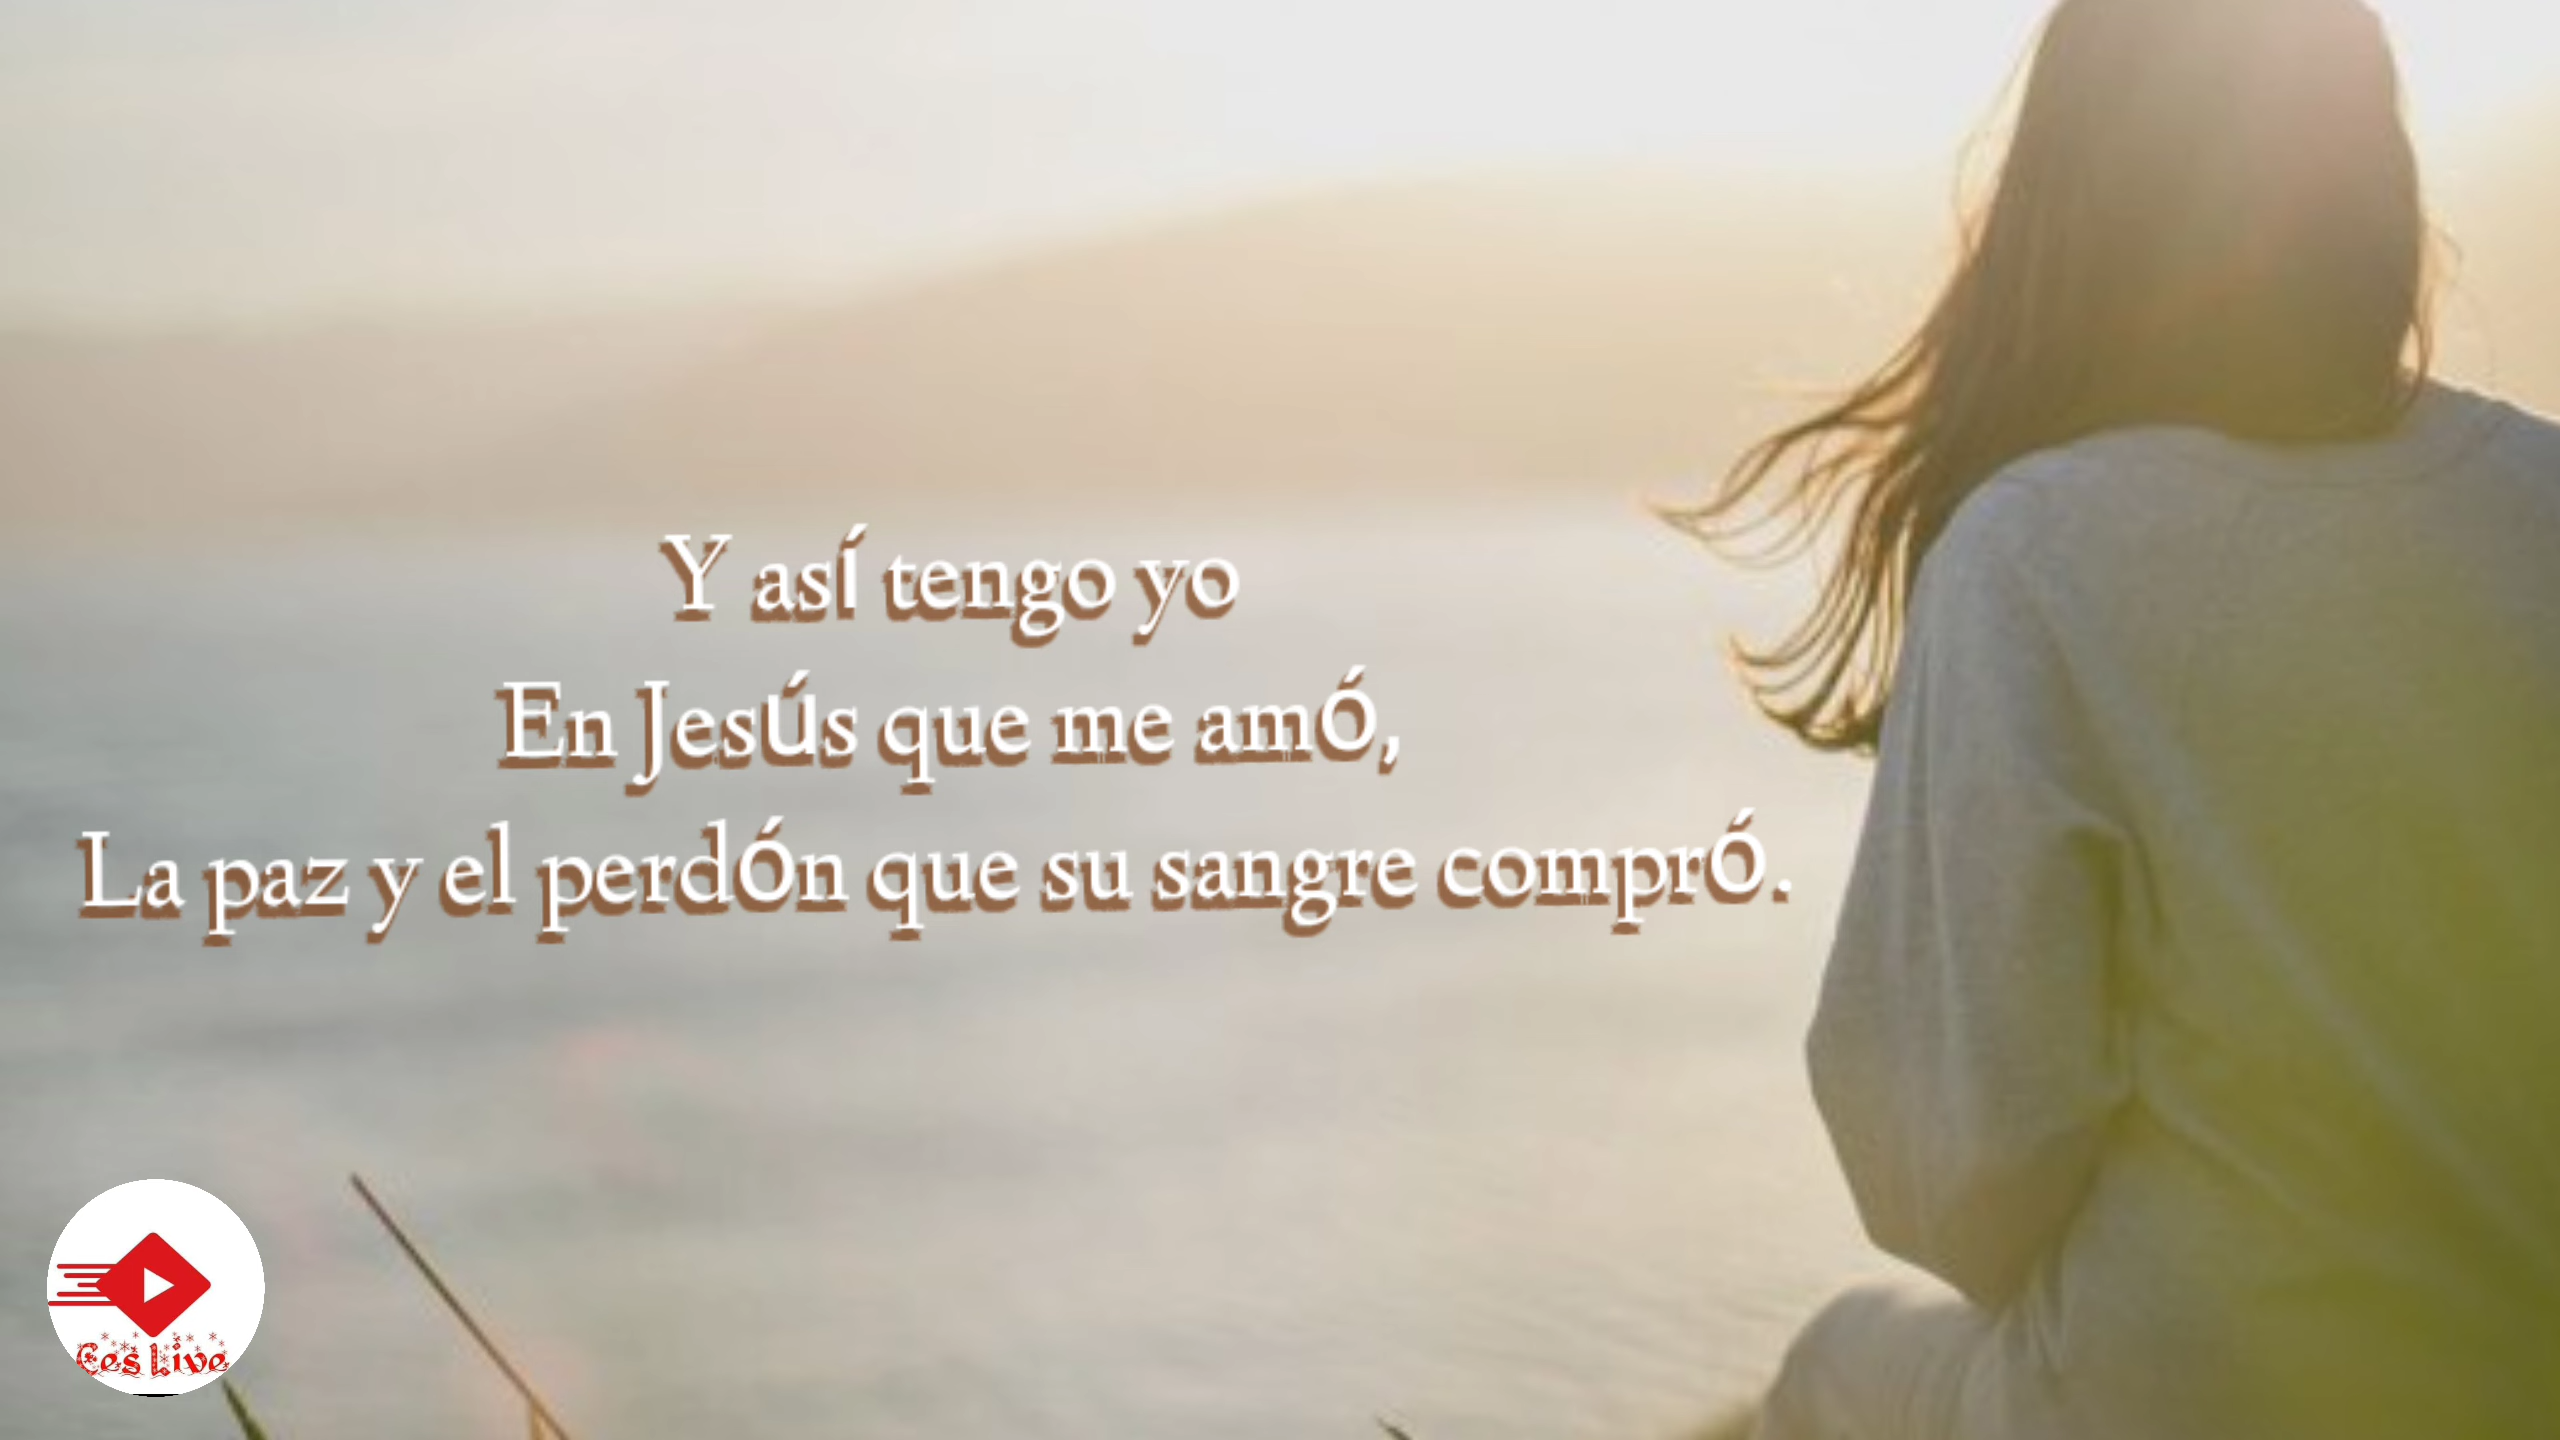 Y así tengo yo
En Jesús que me amó,
La paz y el perdón que su sangre compró.
Ces Live